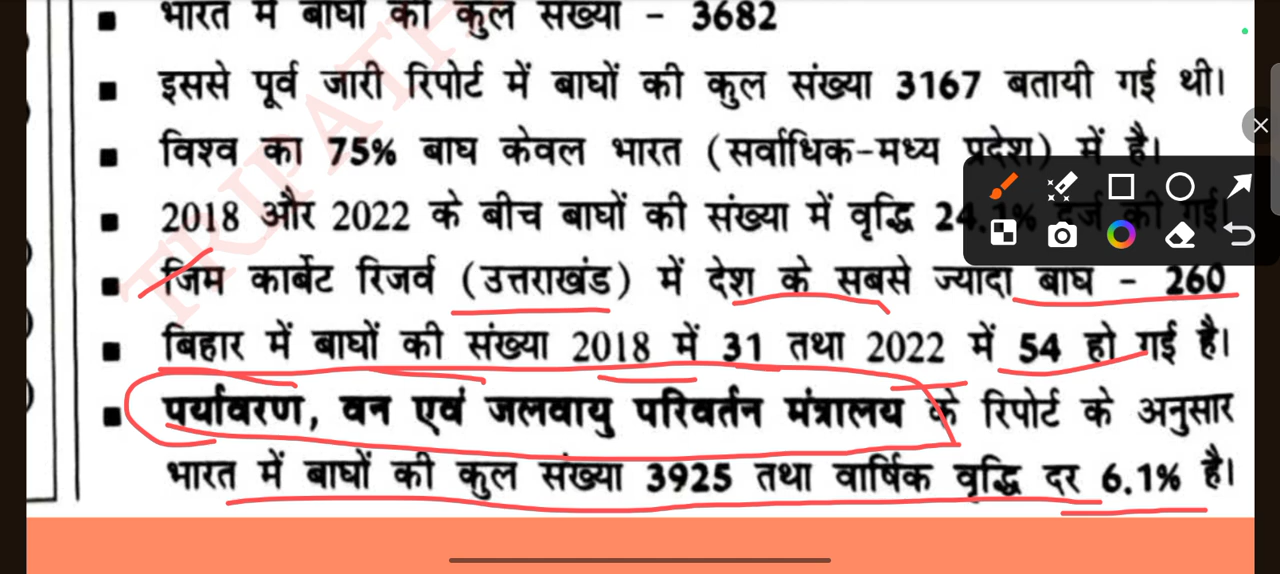 भारत में बाघों की कुल संख्या - 3682
इससे पूर्व जारी रिपोर्ट में बाघों की कुल संख्या 3167 बतायी गई थी।
विश्व का 75% बाघ केवल भारत (सर्वाधिक-मध्य प्रदेश) में है।
2018 और 2022 के बीच बाघों की संख्या में वृद्धि दर्ज की गई।
जिम कार्बेट रिजर्व (उत्तराखंड) में देश के सबसे ज्यादा बाघ - 260
बिहार में बाघों की संख्या 2018 में 31 तथा 2022 में 54 हो गई है।
पर्यावरण, वन एवं जलवायु परिवर्तन मंत्रालय के रिपोर्ट के अनुसार
भारत में बाघों की कुल संख्या 3925 तथा वार्षिक वृद्धि दर 6.1% है।